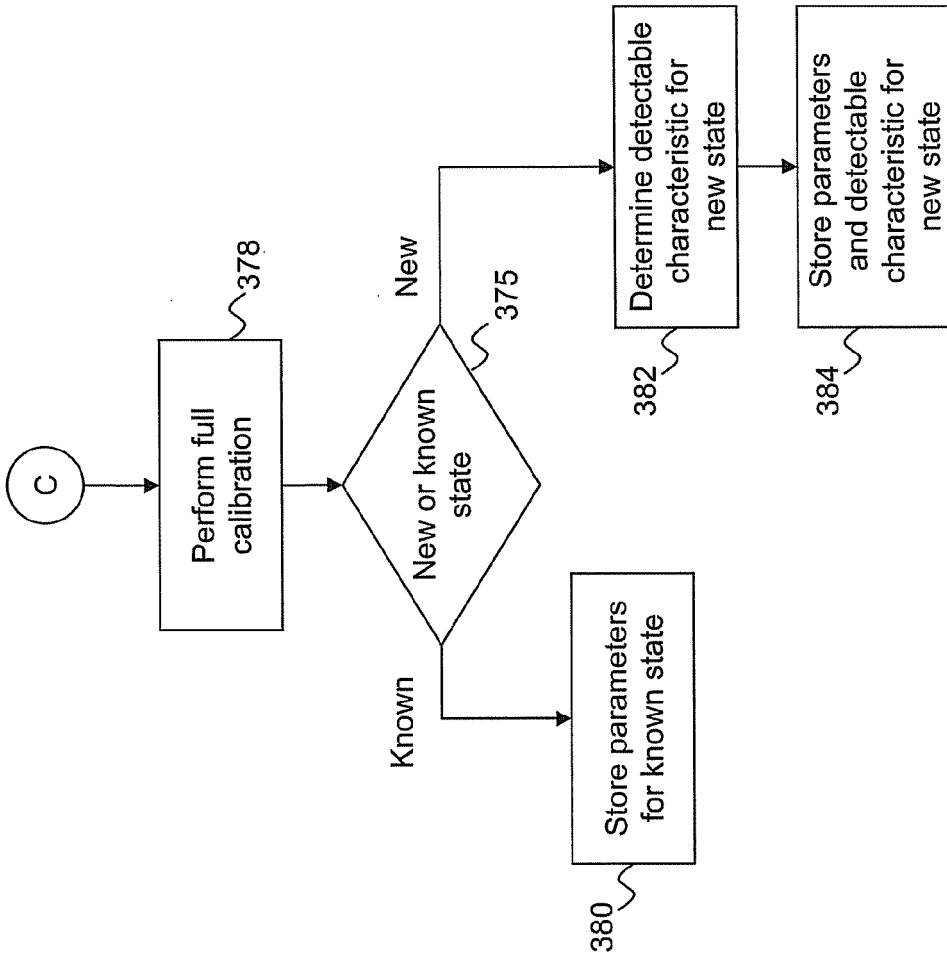 C
Perform full
calibration
378
New or known
state
375
Known
New
Store parameters
for known state
380
Determine detectable
characteristic for
new state
382
Store parameters
and detectable
characteristic for
new state
384